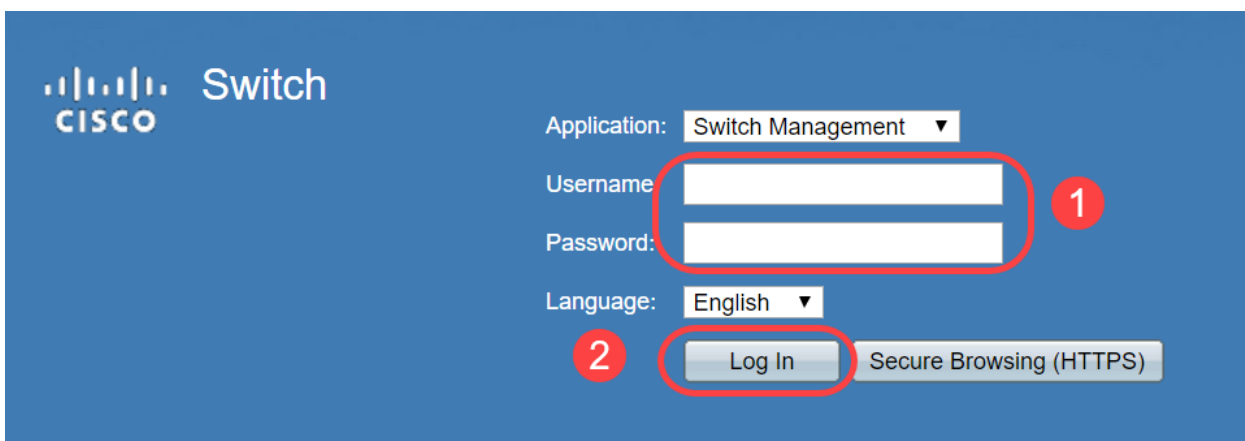 Switch
CISCO
Application: Switch Management
Username
1
Password:
Language: English
2 Log In Secure Browsing (HTTPS)